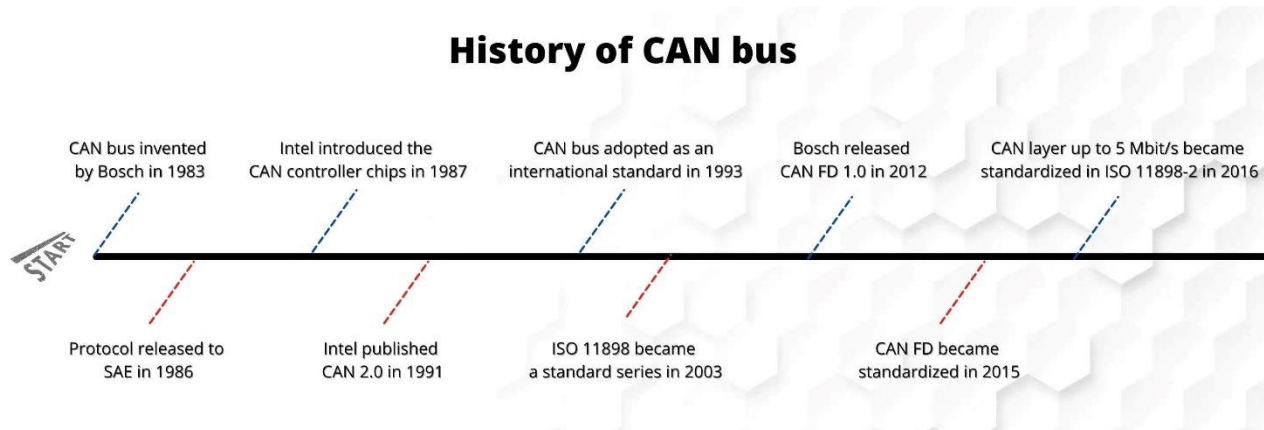 History of CAN bus
CAN bus invented
by Bosch in 1983
Intel introduced the
CAN controller chips in 1987
CAN bus adopted as an
international standard in 1993
Bosch released
CAN FD 1.0 in 2012
CAN layer up to 5 Mbit/s became
standardized in ISO 11898-2 in 2016
START
Protocol released to
SAE in 1986
Intel published
CAN 2.0 in 1991
ISO 11898 became
a standard series in 2003
CAN FD became
standardized in 2015